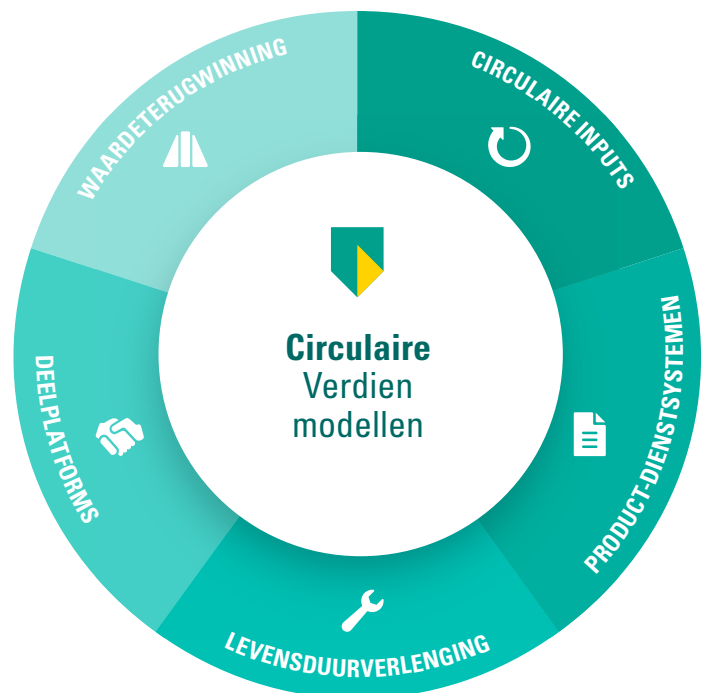 WAARDETERUGWINNING
CIRCULAIRE INPUTS
Circulaire
Verdien
modellen
DEELPLATFORMS
PRODUCT-DIENSTSYSTEMEN
LEVENSDUURVERLENGING